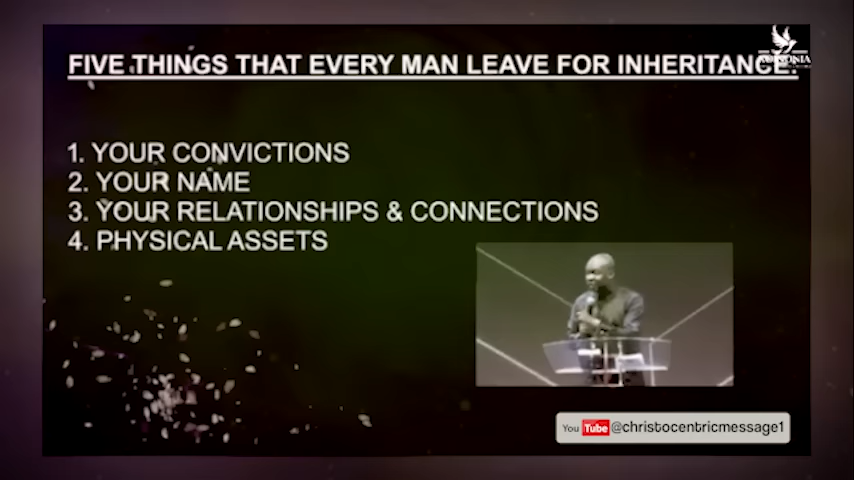 FIVE THINGS THAT EVERY MAN LEAVE FOR INHERITANCE.
1. YOUR CONVICTIONS
2. YOUR NAME
3. YOUR RELATIONSHIPS & CONNECTIONS
4. PHYSICAL ASSETS
You Tube @christocentricmessage1